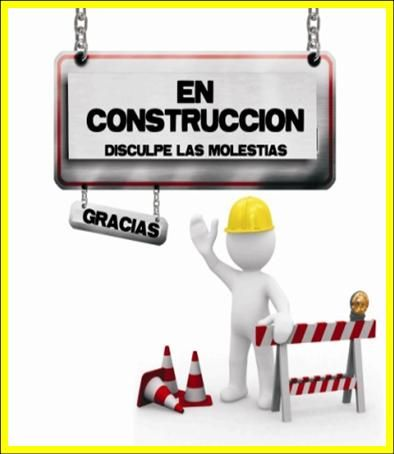 EN
CONSTRUCCION
DISCULPE LAS MOLESTIAS
GRACIAS